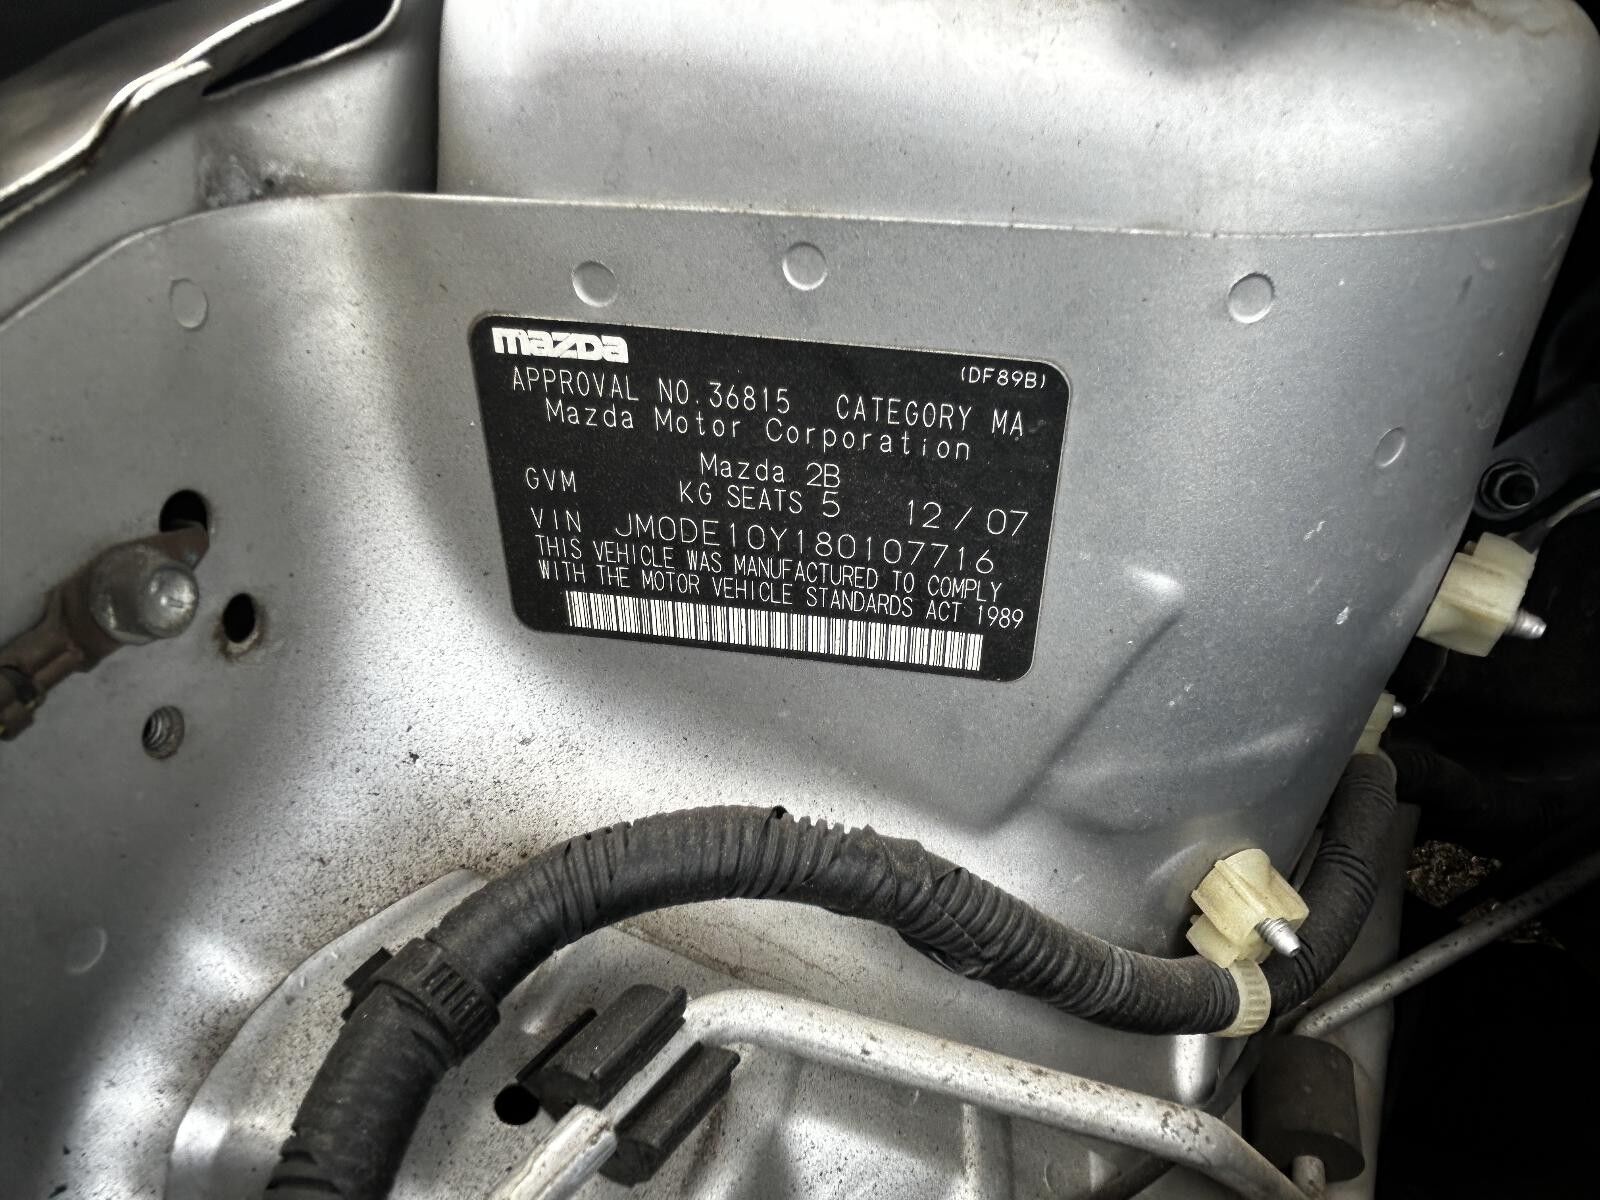 mazda
(DF89B)
APPROVAL NO. 36815 CATEGORY MA
Mazda Motor Corporation
Mazda 2B
GVM KG SEATS 5 12/07
VIN JM0DE10Y180107716
THIS VEHICLE WAS MANUFACTURED TO COMPLY
WITH THE MOTOR VEHICLE STANDARDS ACT 1989